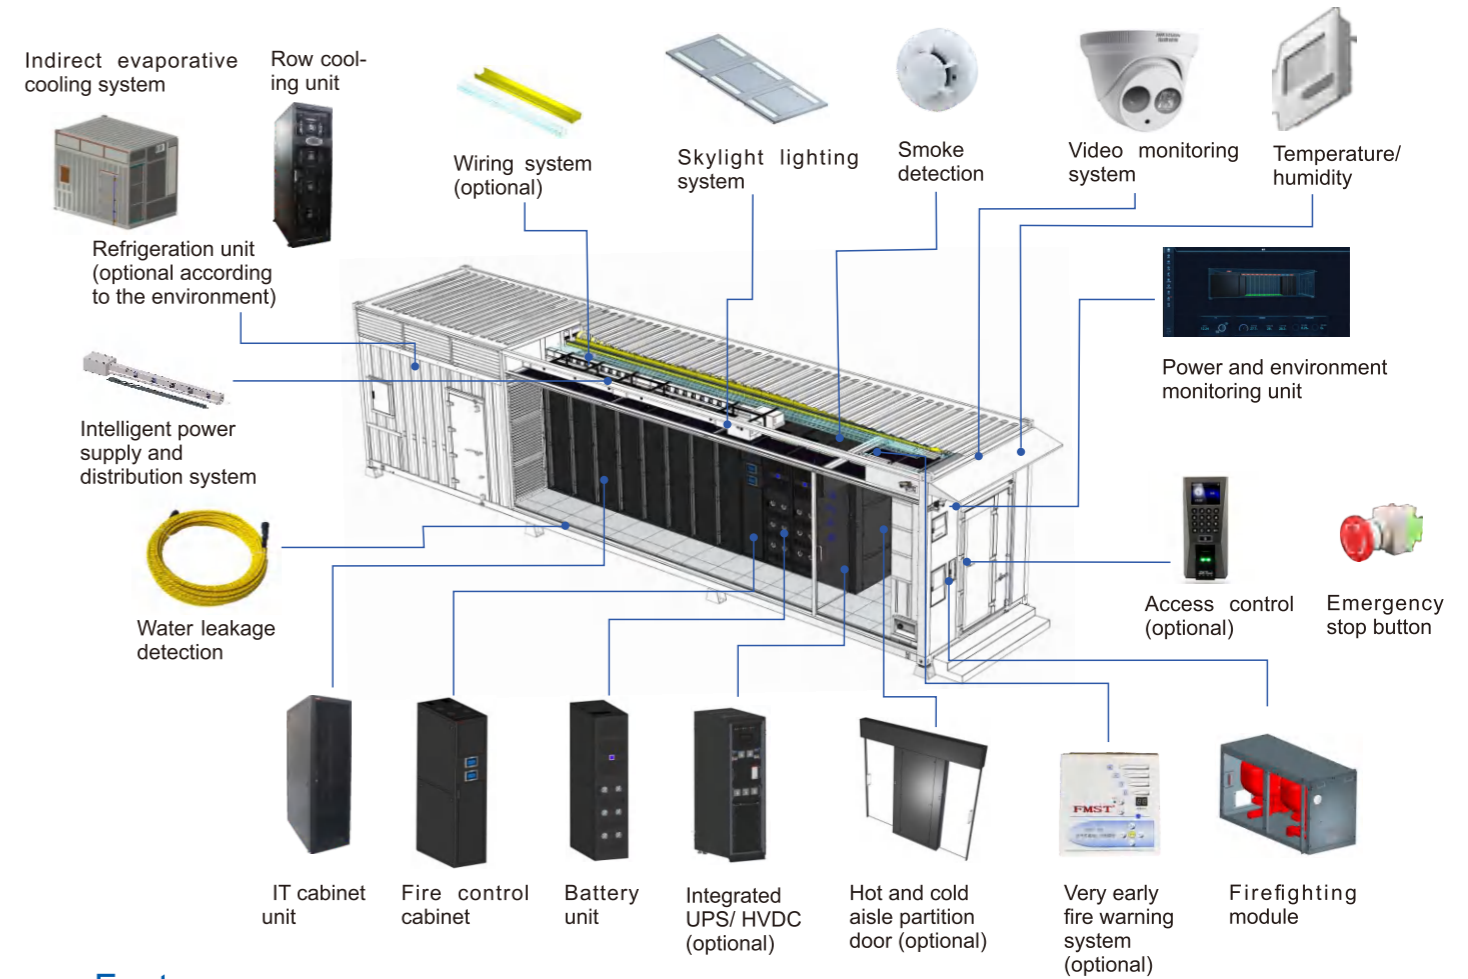 Indirect evaporative
cooling system
Row cool-
ing unit
Wiring system
(optional)
Skylight lighting
system
Smoke
detection
Video monitoring
system
Temperature/
humidity
Refrigeration unit
(optional according
to the environment)
Power and environment
monitoring unit
Intelligent power
supply and
distribution system
Water leakage
detection
Access control
(optional)
Emergency
stop button
FMST
IT cabinet
unit
Fire control
cabinet
Battery
unit
Integrated
UPS/ HVDC
(optional)
Hot and cold
aisle partition
door (optional)
Very early
fire warning
system
(optional)
Firefighting
module